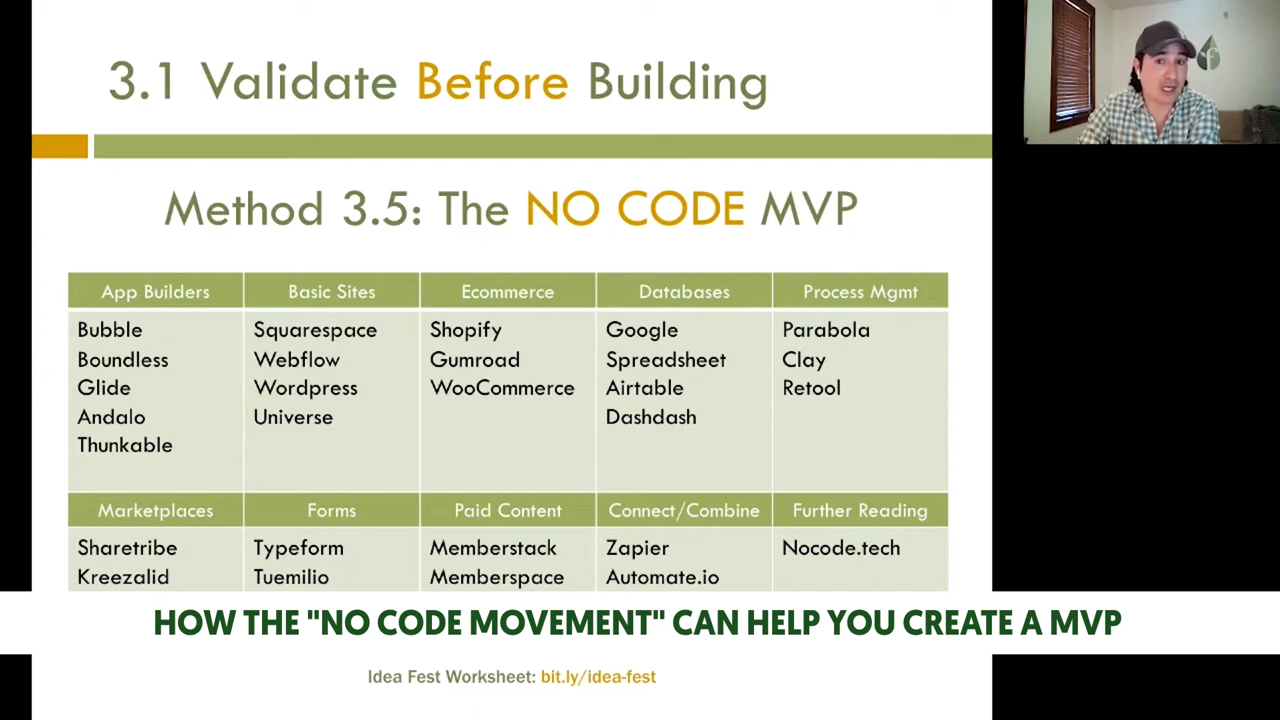 3.1 Validate Before Building
Method 3.5: The NO CODE MVP
App Builders
Bubble
Boundless
Glide
Andalo
Thunkable
Basic Sites
Squarespace
Webflow
Wordpress
Universe
Ecommerce
Shopify
Gumroad
WooCommerce
Databases
Google
Spreadsheet
Airtable
Dashdash
Process Mgmt
Parabola
Clay
Retool
Marketplaces
Sharetribe
Kreezalid
Forms
Typeform
Tuemilio
Paid Content
Memberstack
Memberspace
Connect/Combine
Zapier
Automate.io
Further Reading
Nocode.tech
HOW THE "NO CODE MOVEMENT" CAN HELP YOU CREATE A MVP
Idea Fest Worksheet: bit.ly/idea-fest